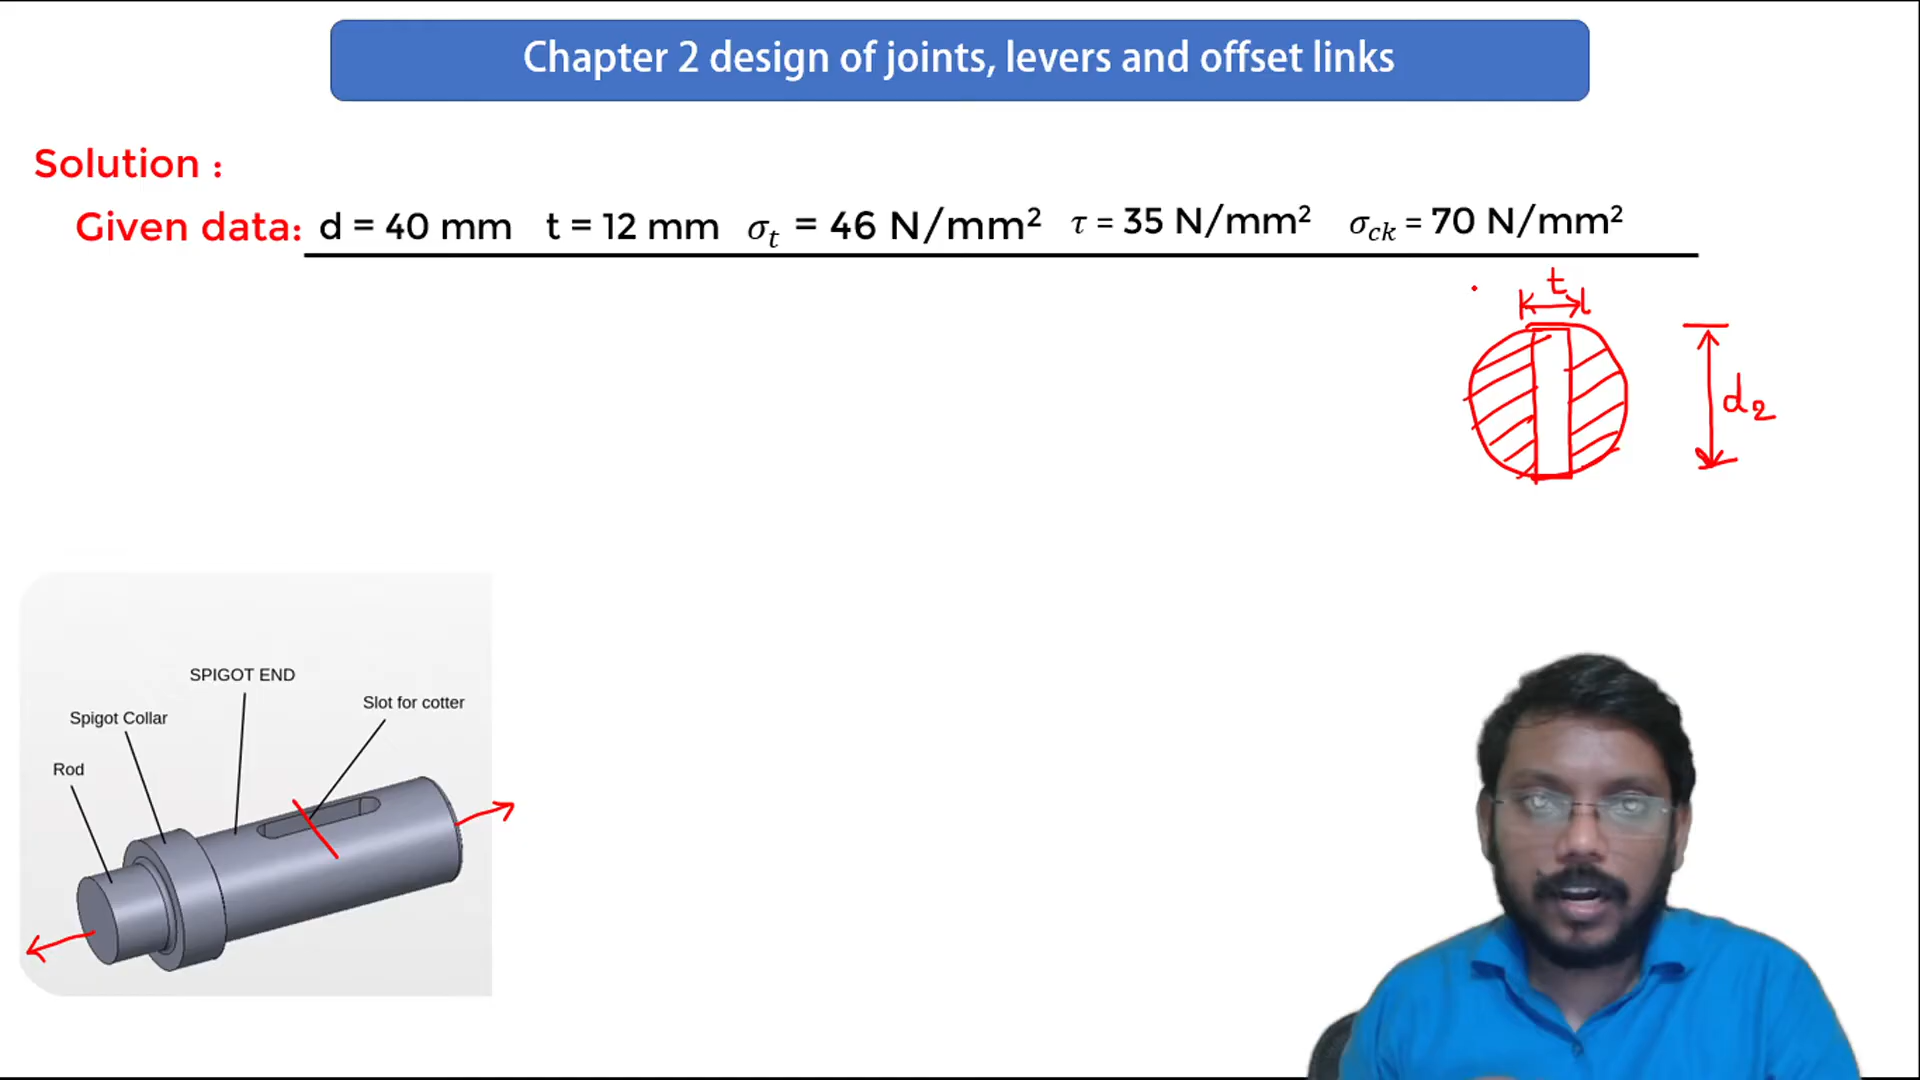 Chapter 2 design of joints, levers and offset links
Solution :
Given data: d = 40 mm t = 12 mm σt = 46 N/mm² τ = 35 N/mm² σck = 70 N/mm²
t
d2
SPIGOT END
Slot for cotter
Spigot Collar
Rod